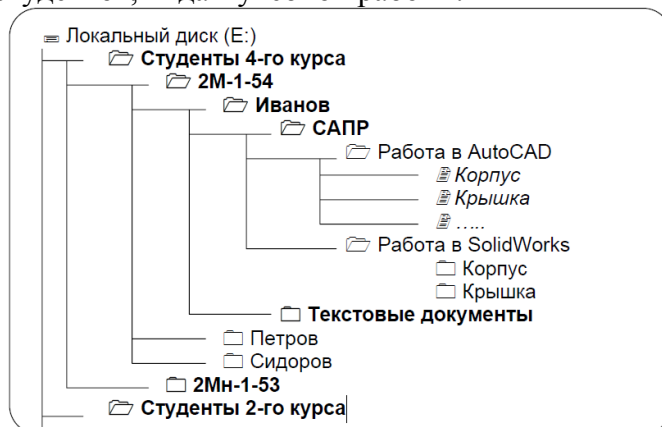 Локальный диск (E:)
Студенты 4-го курса
2М-1-54
Иванов
САПР
Работа в AutoCAD
Корпус
Крышка
.....
Работа в SolidWorks
Корпус
Крышка
Текстовые документы
Петров
Сидоров
2Мн-1-53
Студенты 2-го курса